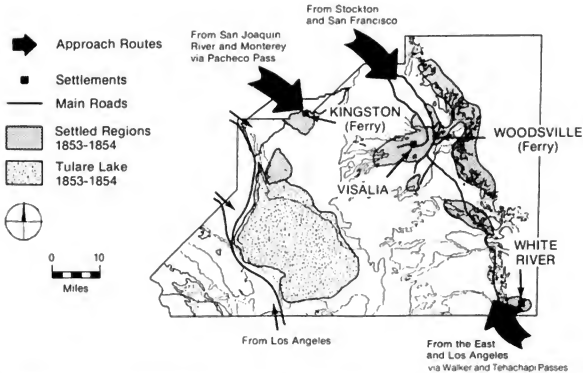 Approach Routes
Settlements
Main Roads
Settled Regions
1853-1854
Tulare Lake
1853-1854
0 10
Miles
From San Joaquin
River and Monterey
via Pacheco Pass
From Stockton
and San Francisco
KINGSTON
(Ferry)
WOODSVILLE
(Ferry)
VISALIA
WHITE
RIVER
From Los Angeles
From the East
and Los Angeles
via Walker and Tehachapi Passes